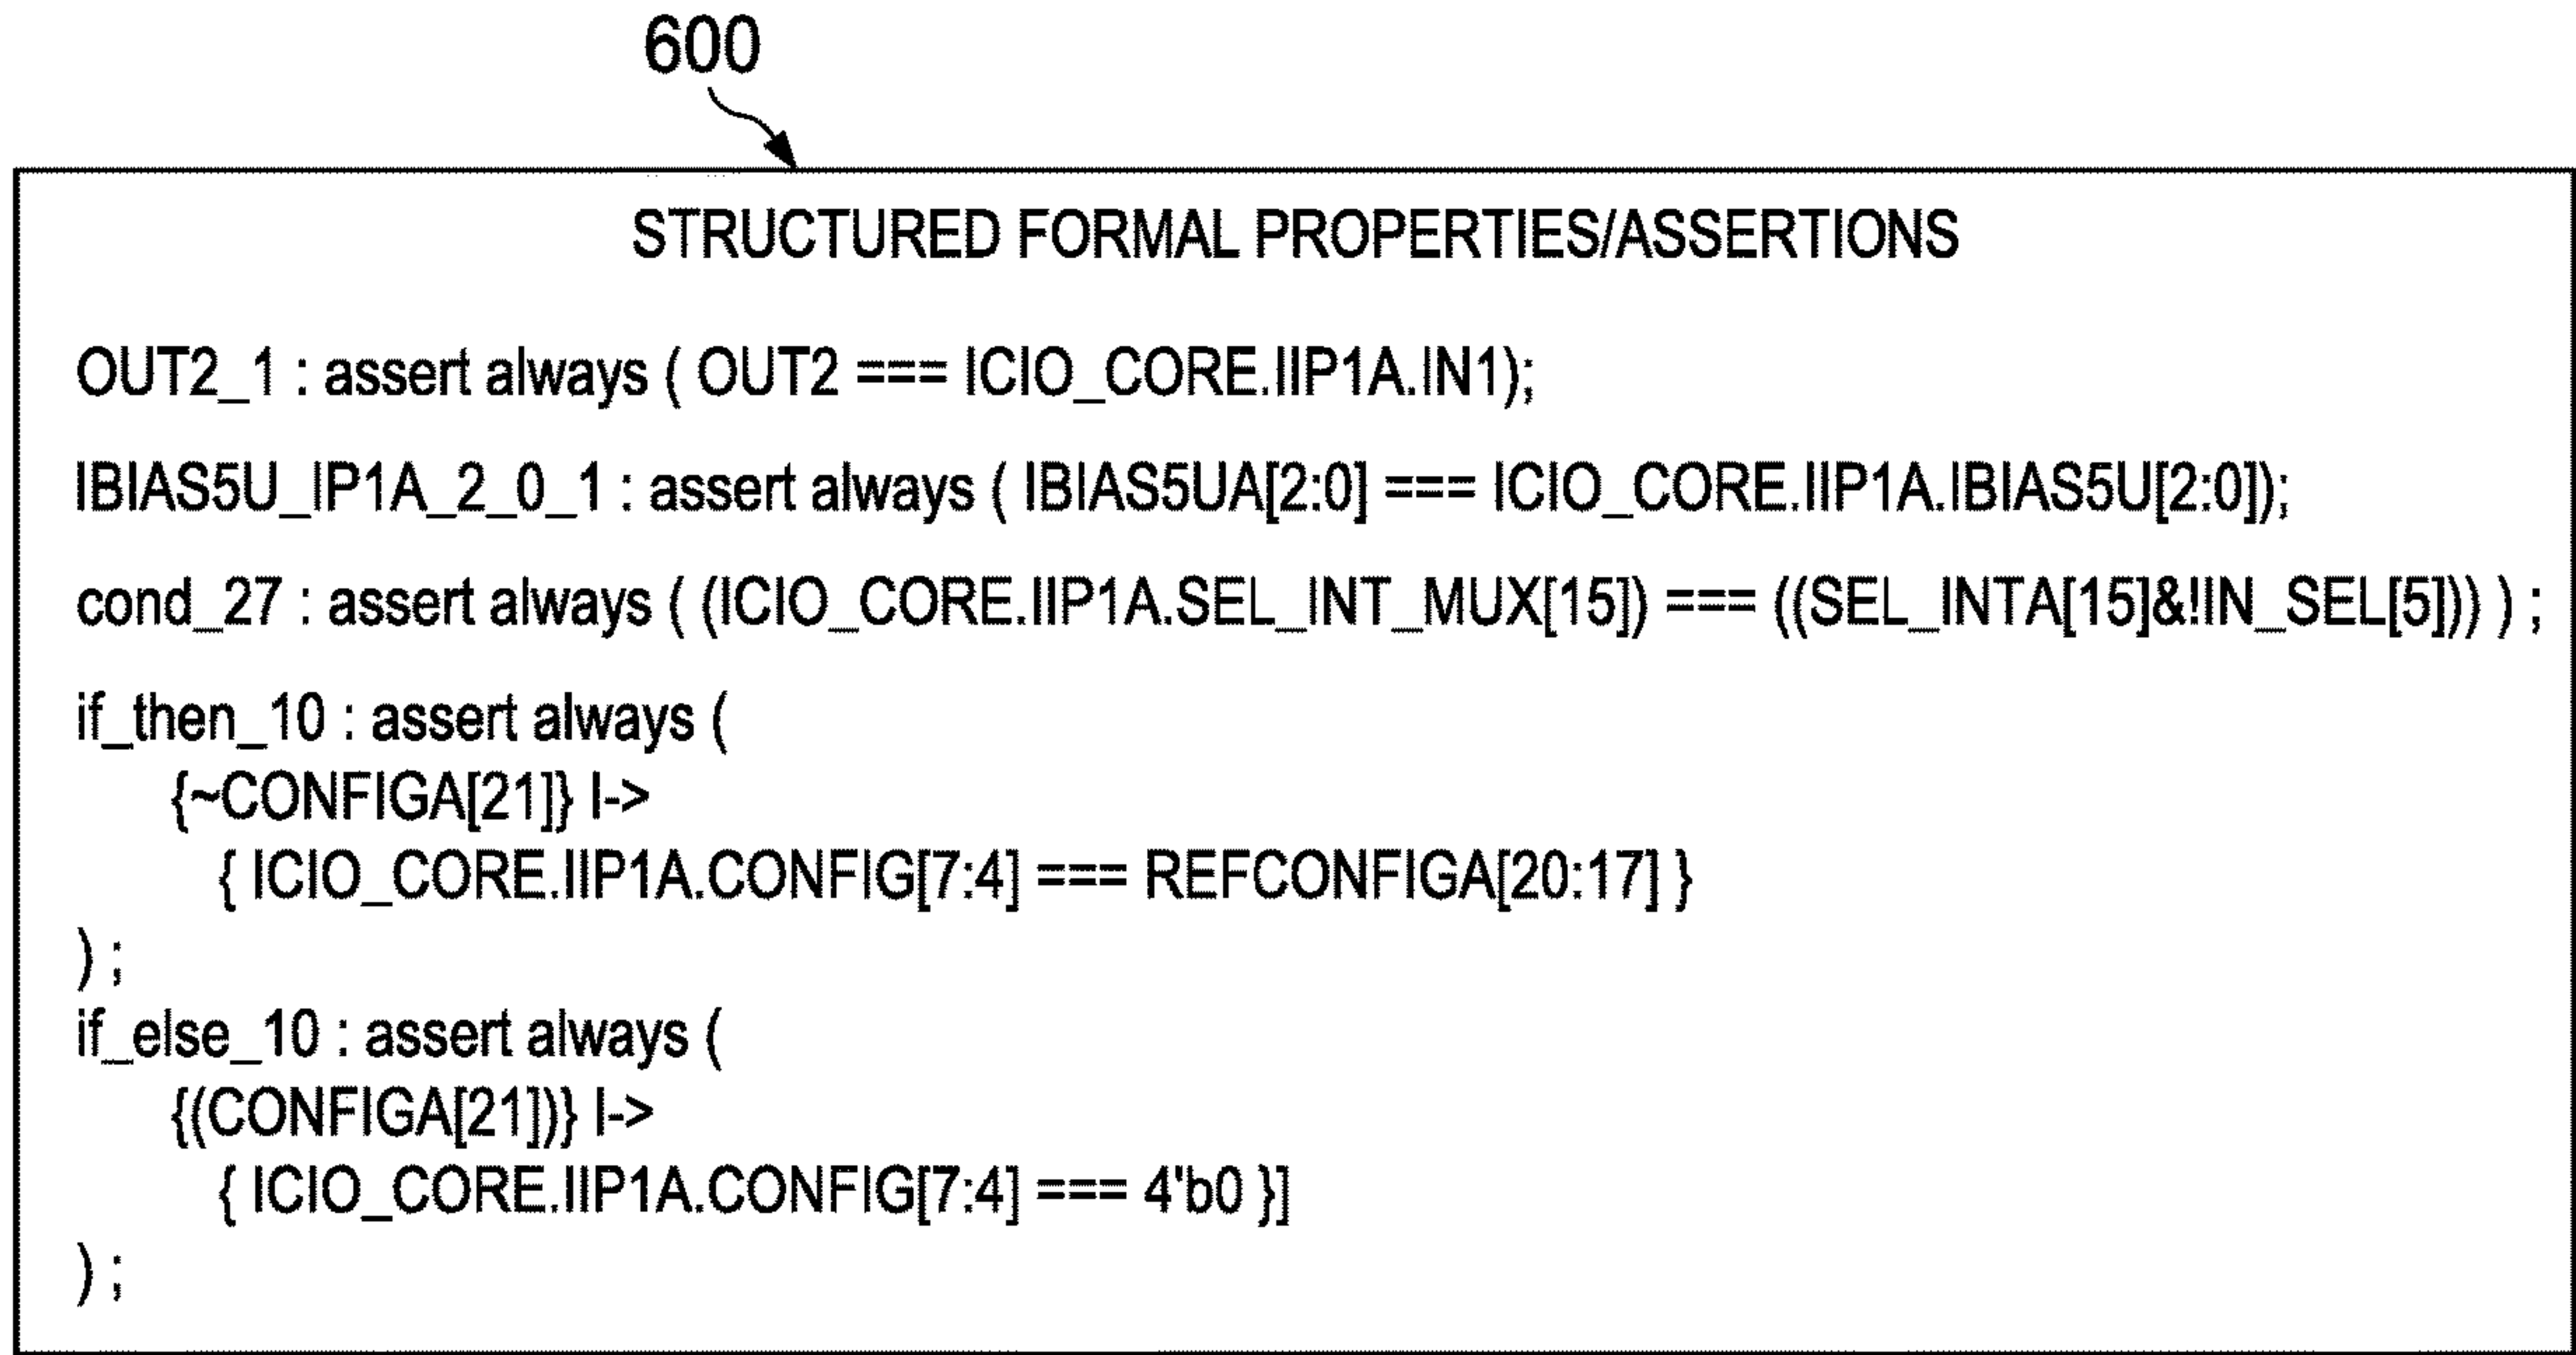 600
STRUCTURED FORMAL PROPERTIES/ASSERTIONS
OUT2_1 : assert always ( OUT2 === ICIO_CORE.IIP1A.IN1);
IBIAS5U_IP1A_2_0_1 : assert always ( IBIAS5UA[2:0] === ICIO_CORE.IIP1A.IBIAS5U[2:0]);
cond_27 : assert always ( (ICIO_CORE.IIP1A.SEL_INT_MUX[15]) === ((SEL_INTA[15]&!IN_SEL[5])) ) ;
if_then_10 : assert always (
{~CONFIGA[21]} I->
{ ICIO_CORE.IIP1A.CONFIG[7:4] === REFCONFIGA[20:17] }
) ;
if_else_10 : assert always (
{(CONFIGA[21])} I->
{ ICIO_CORE.IIP1A.CONFIG[7:4] === 4'b0 }]
) ;